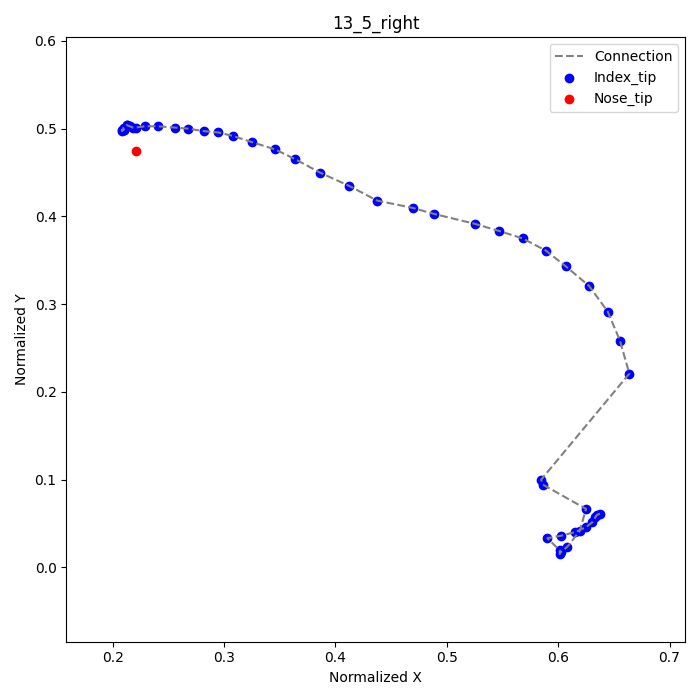 13_5_right
0.6
0.5
0.4
0.3
0.2
0.1
0.0
Normalized Y
Connection
Index_tip
Nose_tip
0.2 0.3 0.4 0.5 0.6 0.7
Normalized X